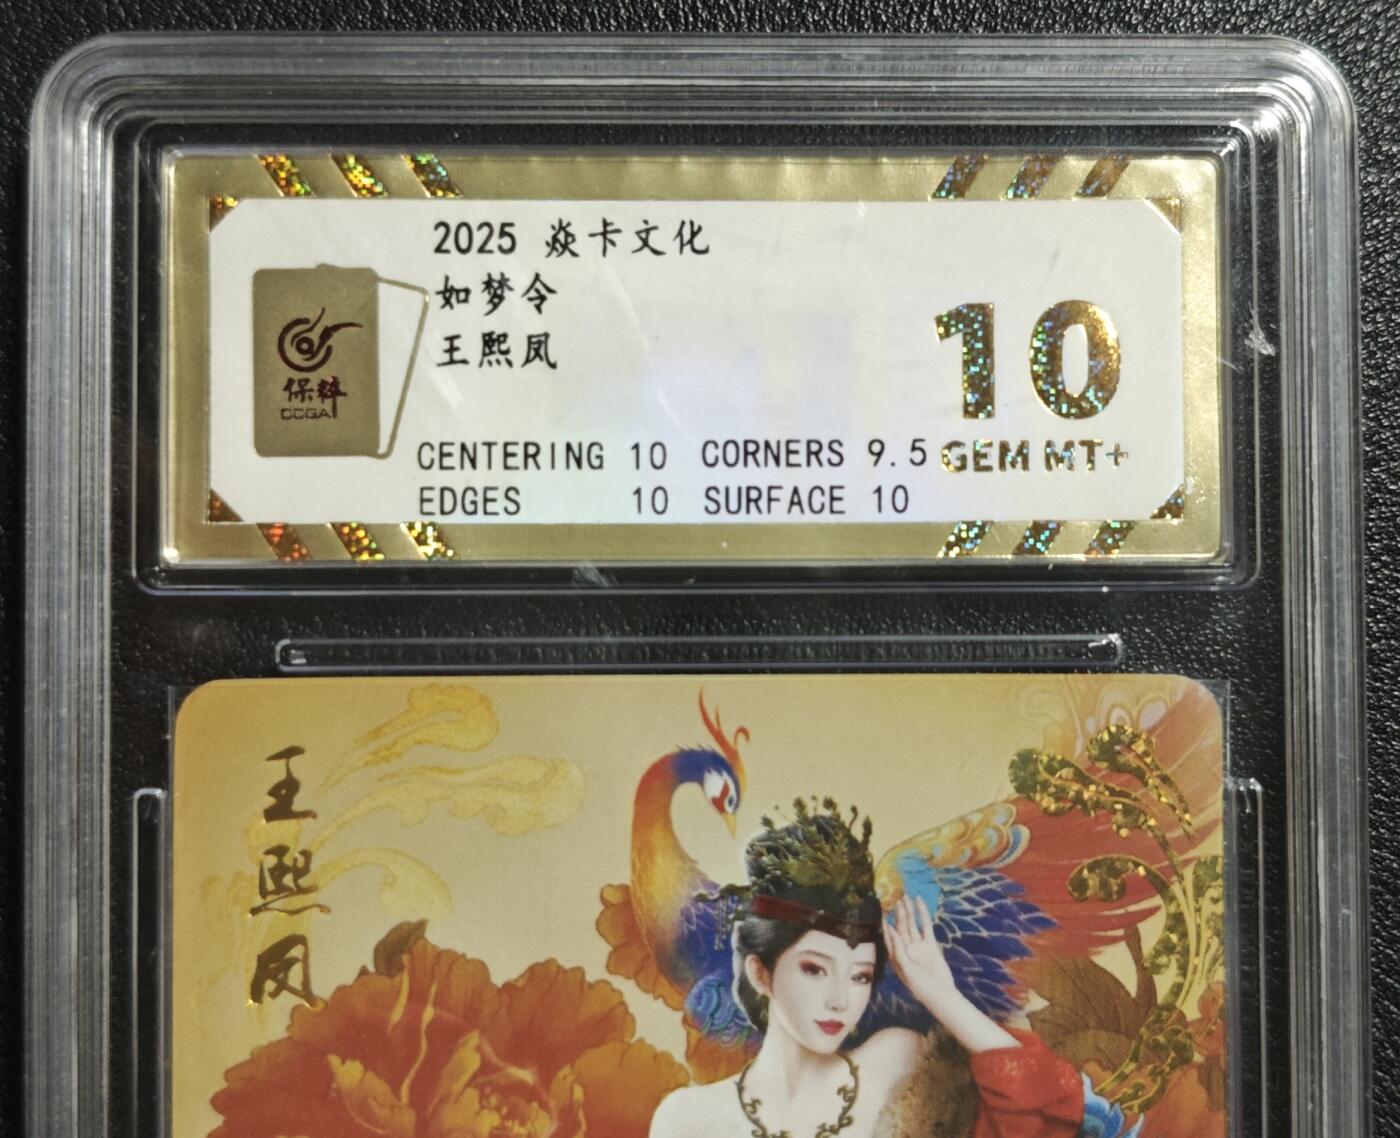 2025 焱卡文化
如梦令
王熙凤
保粹
CCGA
CENTERING 10 CORNERS 9.5
EDGES 10 SURFACE 10
10
GEM MT+
王熙凤